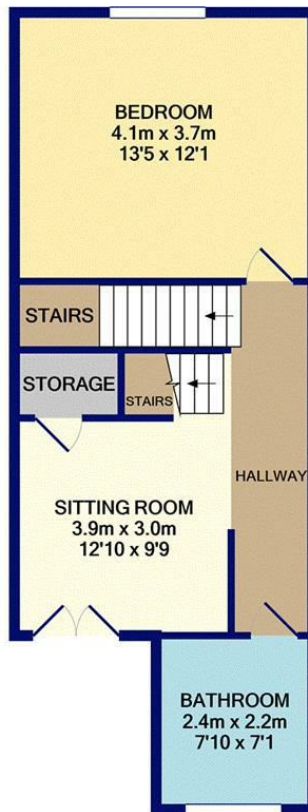 BEDROOM
4.1m x 3.7m
13'5 x 12'1
STAIRS
STORAGE
STAIRS
HALLWAY
SITTING ROOM
3.9m x 3.0m
12'10 x 9'9
BATHROOM
2.4m x 2.2m
7'10 x 7'1